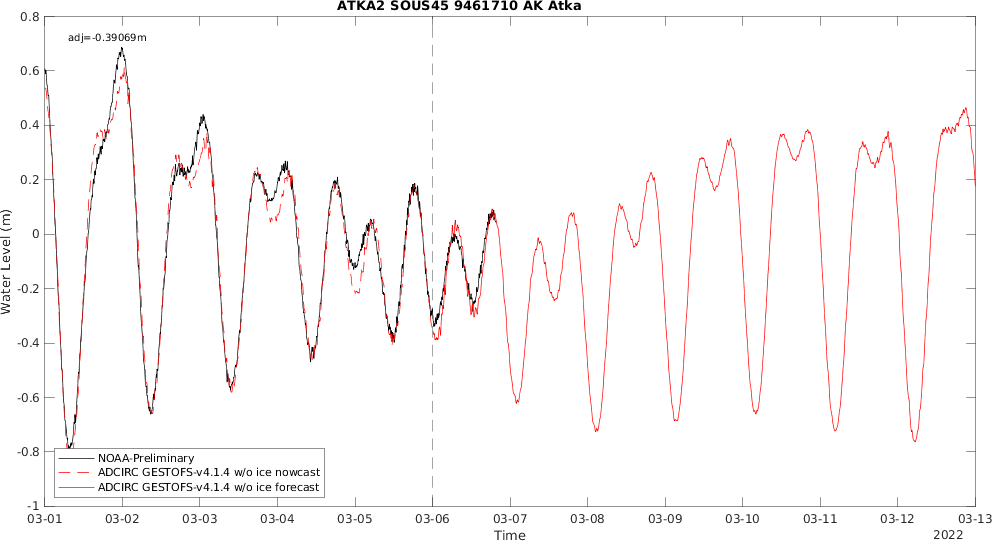 ATKA2 SOUS45 9461710 AK Atka
adj=-0.39069m
0.8
0.6
0.4
0.2
0
-0.2
-0.4
-0.6
-0.8
-1
Water Level (m)
NOAA-Preliminary
ADCIRC GESTOFS-v4.1.4 w/o ice nowcast
ADCIRC GESTOFS-v4.1.4 w/o ice forecast
03-01 03-02 03-03 03-04 03-05 03-06 03-07 03-08 03-09 03-10 03-11 03-12 03-13
Time
2022